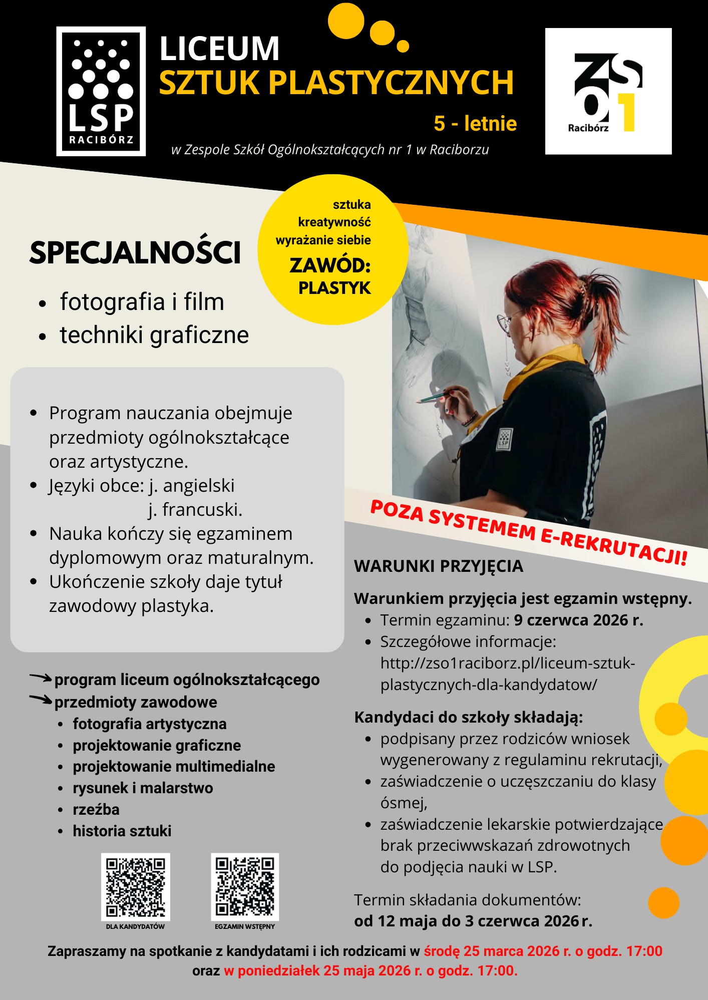 LSP
RACIBÓRZ
LICEUM
SZTUK PLASTYCZNYCH
5 - letnie
w Zespole Szkół Ogólnokształcących nr 1 w Raciborzu
ZSO1
Racibórz
sztuka
kreatywność
wyrażanie siebie
ZAWÓD:
PLASTYK
SPECJALNOŚCI
• fotografia i film
• techniki graficzne
• Program nauczania obejmuje
przedmioty ogólnokształcące
oraz artystyczne.
• Języki obce: j. angielski
j. francuski.
• Nauka kończy się egzaminem
dyplomowym oraz maturalnym.
• Ukończenie szkoły daje tytuł
zawodowy plastyka.
program liceum ogólnokształcącego
przedmioty zawodowe
• fotografia artystyczna
• projektowanie graficzne
• projektowanie multimedialne
• rysunek i malarstwo
• rzeźba
• historia sztuki
DLA KANDYDATÓW
EGZAMIN WSTĘPNY
LSP
POZA SYSTEMEM E-REKRUTACJI!
WARUNKI PRZYJĘCIA
Warunkiem przyjęcia jest egzamin wstępny.
• Termin egzaminu: 9 czerwca 2026 r.
• Szczegółowe informacje:
http://zso1raciborz.pl/liceum-sztuk-
plastycznych-dla-kandydatow/
Kandydaci do szkoły składają:
• podpisany przez rodziców wniosek
wygenerowany z regulaminu rekrutacji,
• zaświadczenie o uczęszczaniu do klasy
ósmej,
• zaświadczenie lekarskie potwierdzające
brak przeciwwskazań zdrowotnych
do podjęcia nauki w LSP.
Termin składania dokumentów:
od 12 maja do 3 czerwca 2026 r.
Zapraszamy na spotkanie z kandydatami i ich rodzicami w środę 25 marca 2026 r. o godz. 17:00
oraz w poniedziałek 25 maja 2026 r. o godz. 17:00.